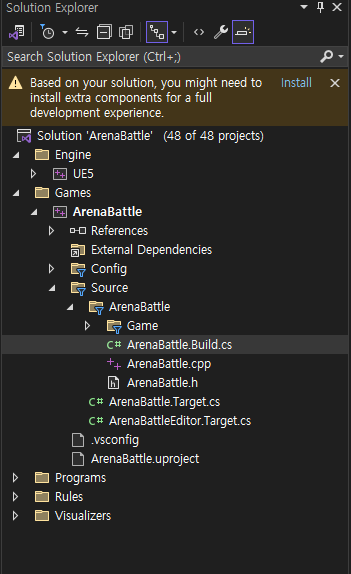 Solution Explorer
Search Solution Explorer (Ctrl+;)
Based on your solution, you might need to Install
install extra components for a full
development experience.
Solution 'ArenaBattle' (48 of 48 projects)
Engine
UE5
Games
ArenaBattle
References
External Dependencies
Config
Source
ArenaBattle
Game
C# ArenaBattle.Build.cs
++ ArenaBattle.cpp
h ArenaBattle.h
C# ArenaBattle.Target.cs
C# ArenaBattleEditor.Target.cs
.vsconfig
ArenaBattle.uproject
Programs
Rules
Visualizers